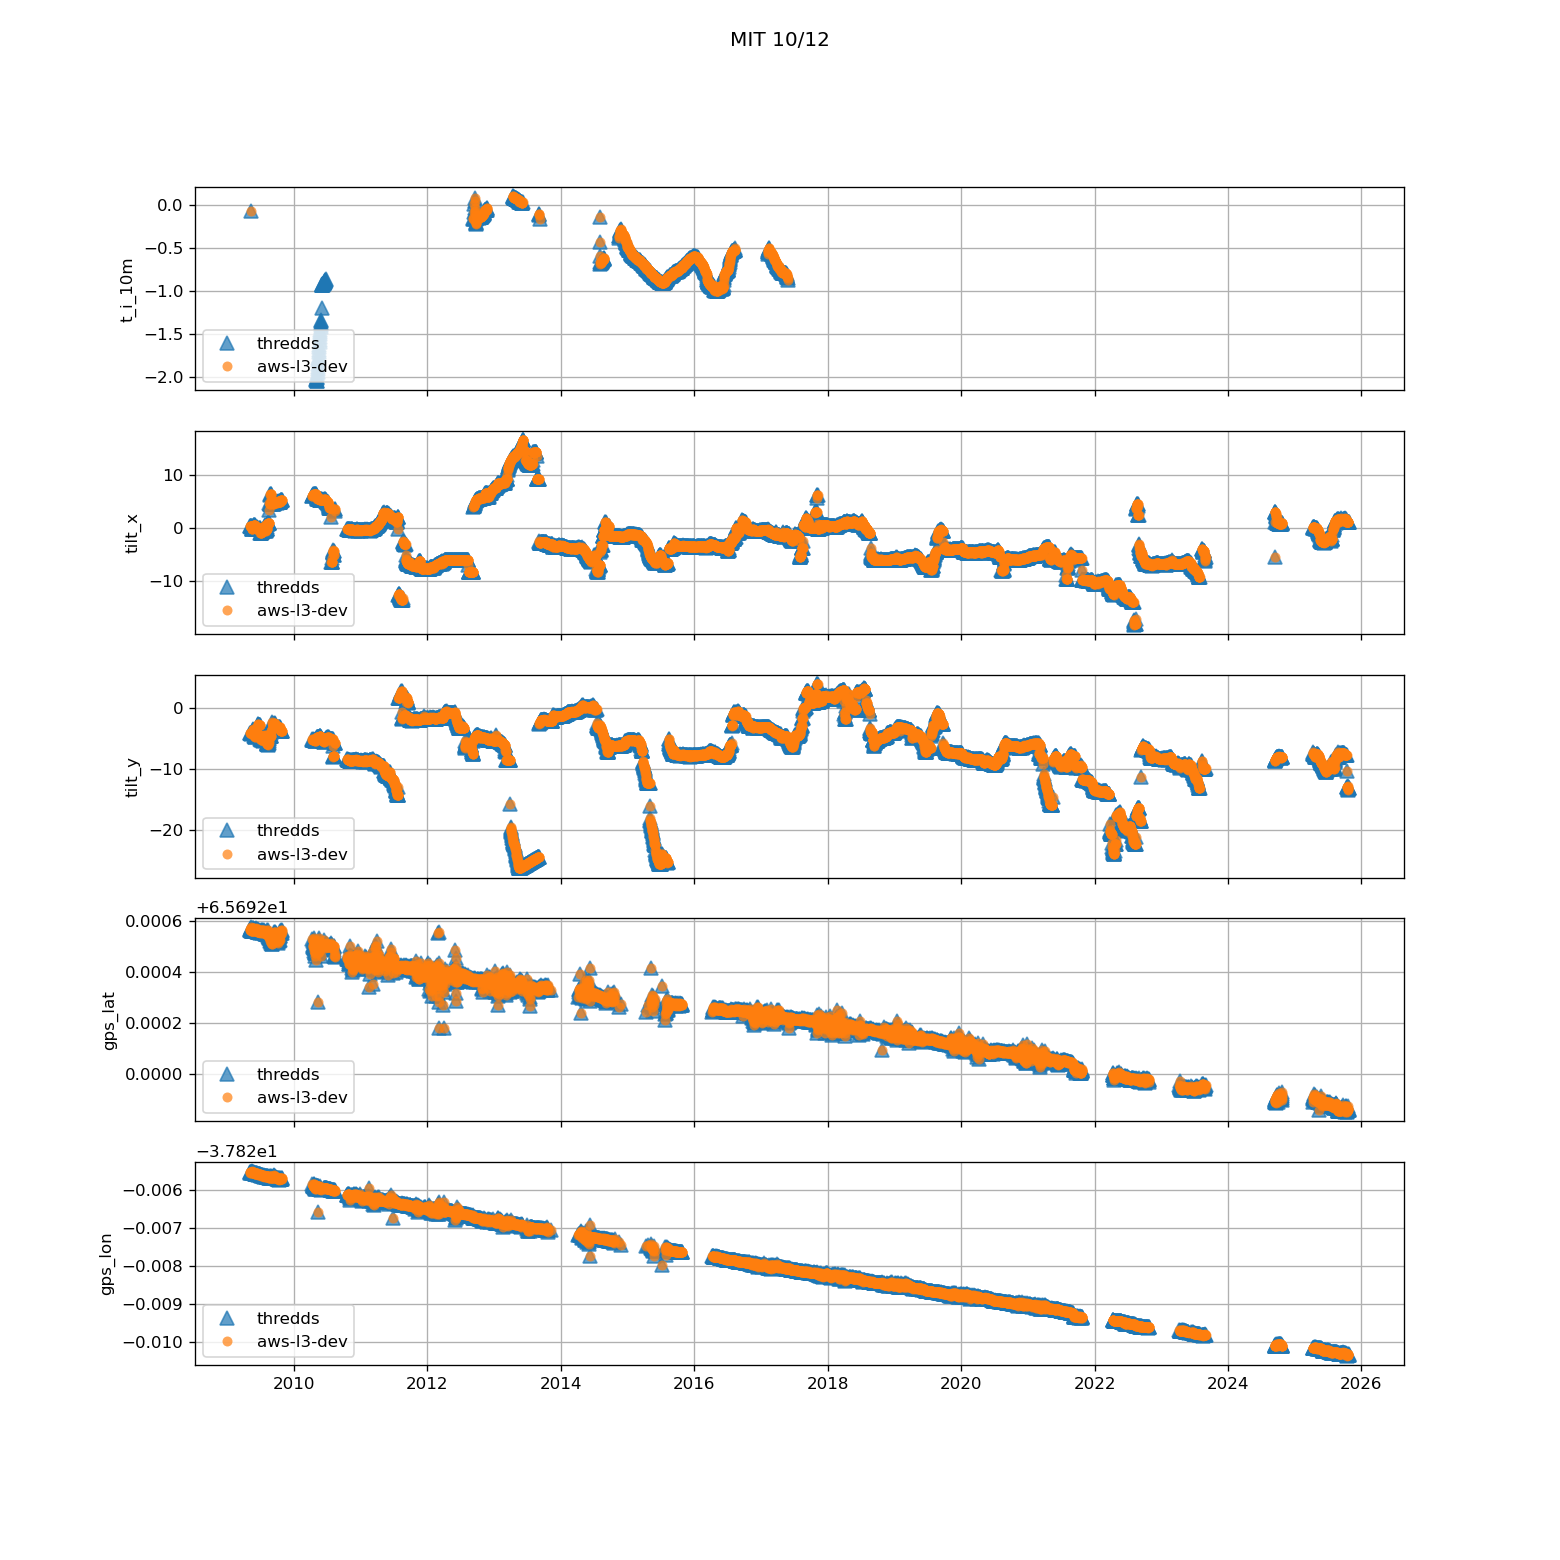 MIT 10/12
0.0
−0.5
−1.0
−1.5
−2.0
t_i_10m
thredds
aws-l3-dev
10
0
−10
tilt_x
thredds
aws-l3-dev
0
−10
−20
tilt_y
thredds
aws-l3-dev
+6.5692e1
0.0006
0.0004
0.0002
0.0000
gps_lat
thredds
aws-l3-dev
−3.782e1
−0.006
−0.007
−0.008
−0.009
−0.010
gps_lon
thredds
aws-l3-dev
2010 2012 2014 2016 2018 2020 2022 2024 2026